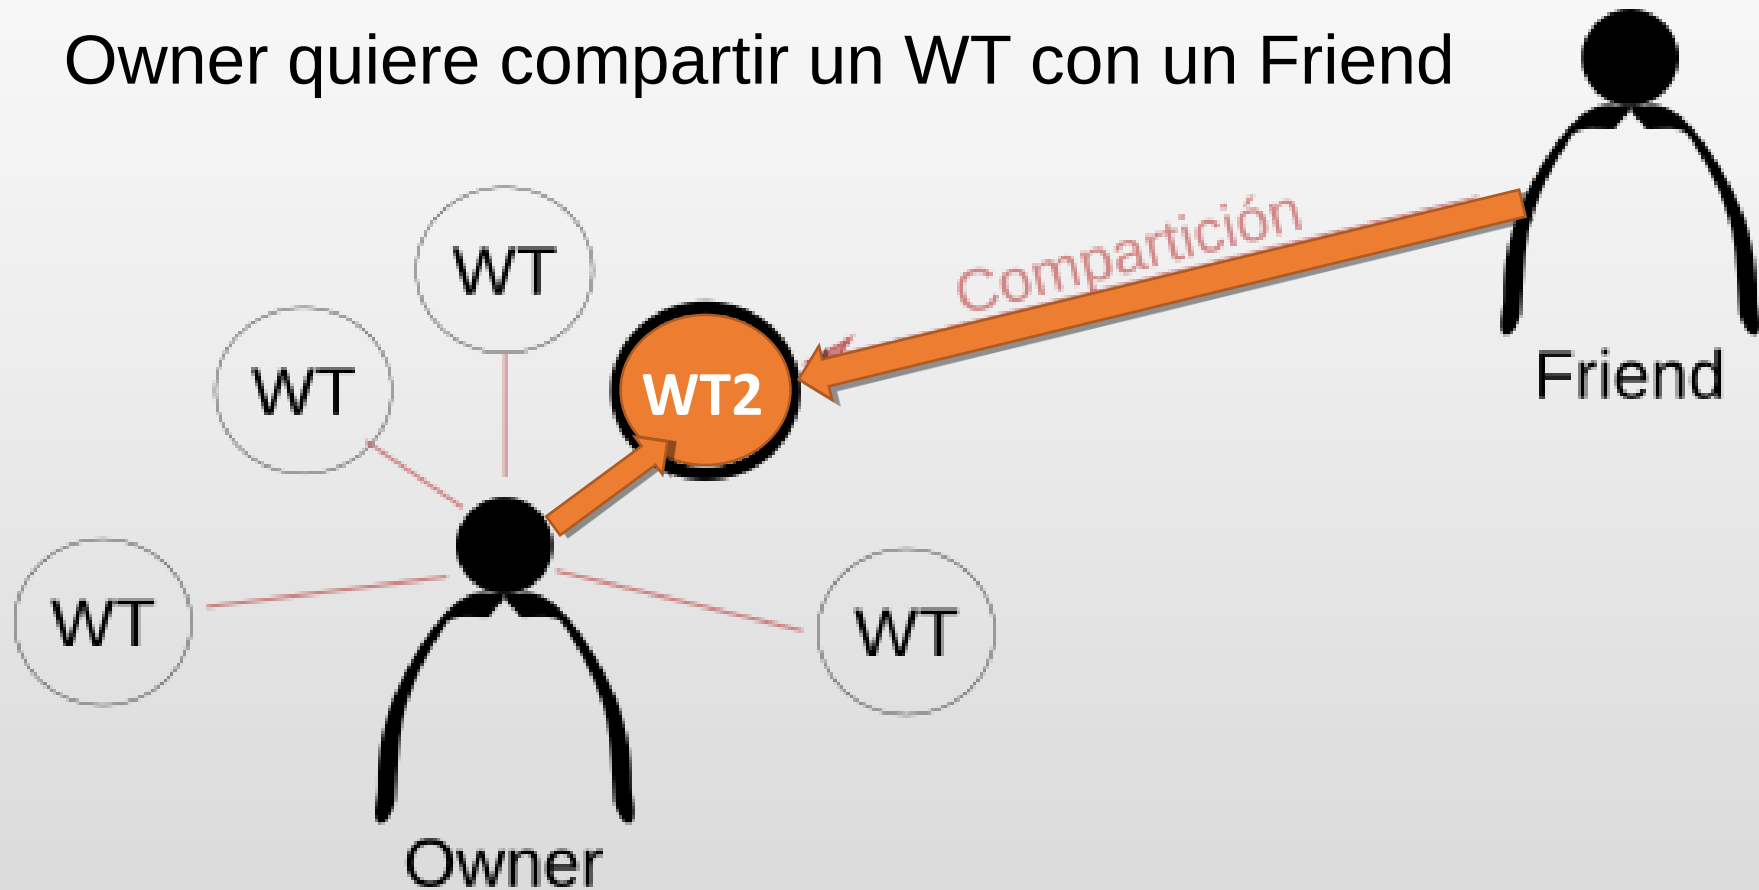 Owner quiere compartir un WT con un Friend
Compartición
WT
WT
WT2
Friend
WT
WT
Owner